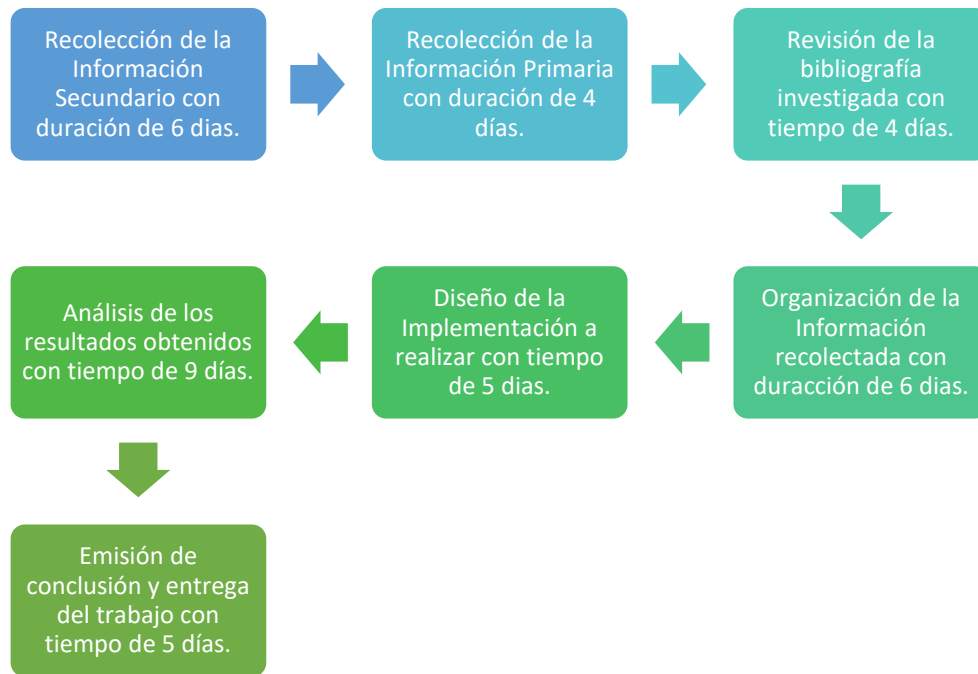 Recolección de la
Información
Secundario con
duración de 6 dias.
Recolección de la
Información Primaria
con duración de 4
días.
Revisión de la
bibliografía
investigada con
tiempo de 4 días.
Organización de la
Información
recolectada con
duracción de 6 dias.
Diseño de la
Implementación a
realizar con tiempo
de 5 dias.
Análisis de los
resultados obtenidos
con tiempo de 9 días.
Emisión de
conclusión y entrega
del trabajo con
tiempo de 5 días.